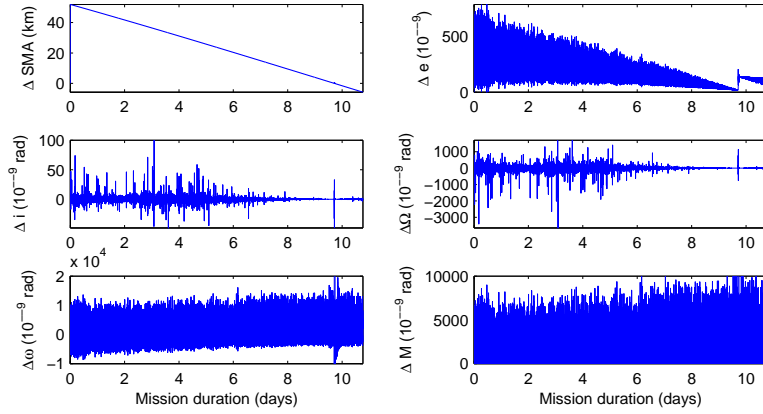 Δ SMA (km)
40
20
0
0 2 4 6 8 10
Δ e (10⁻⁻⁹)
500
0
0 2 4 6 8 10
Δ i (10⁻⁻⁹ rad)
100
50
0
0 2 4 6 8 10
ΔΩ (10⁻⁻⁹ rad)
1000
0
−1000
−2000
−3000
0 2 4 6 8 10
x 10⁴
Δω (10⁻⁹ rad)
2
1
0
−1
0 2 4 6 8 10
Mission duration (days)
Δ M (10⁻⁻⁹ rad)
10000
5000
0
0 2 4 6 8 10
Mission duration (days)